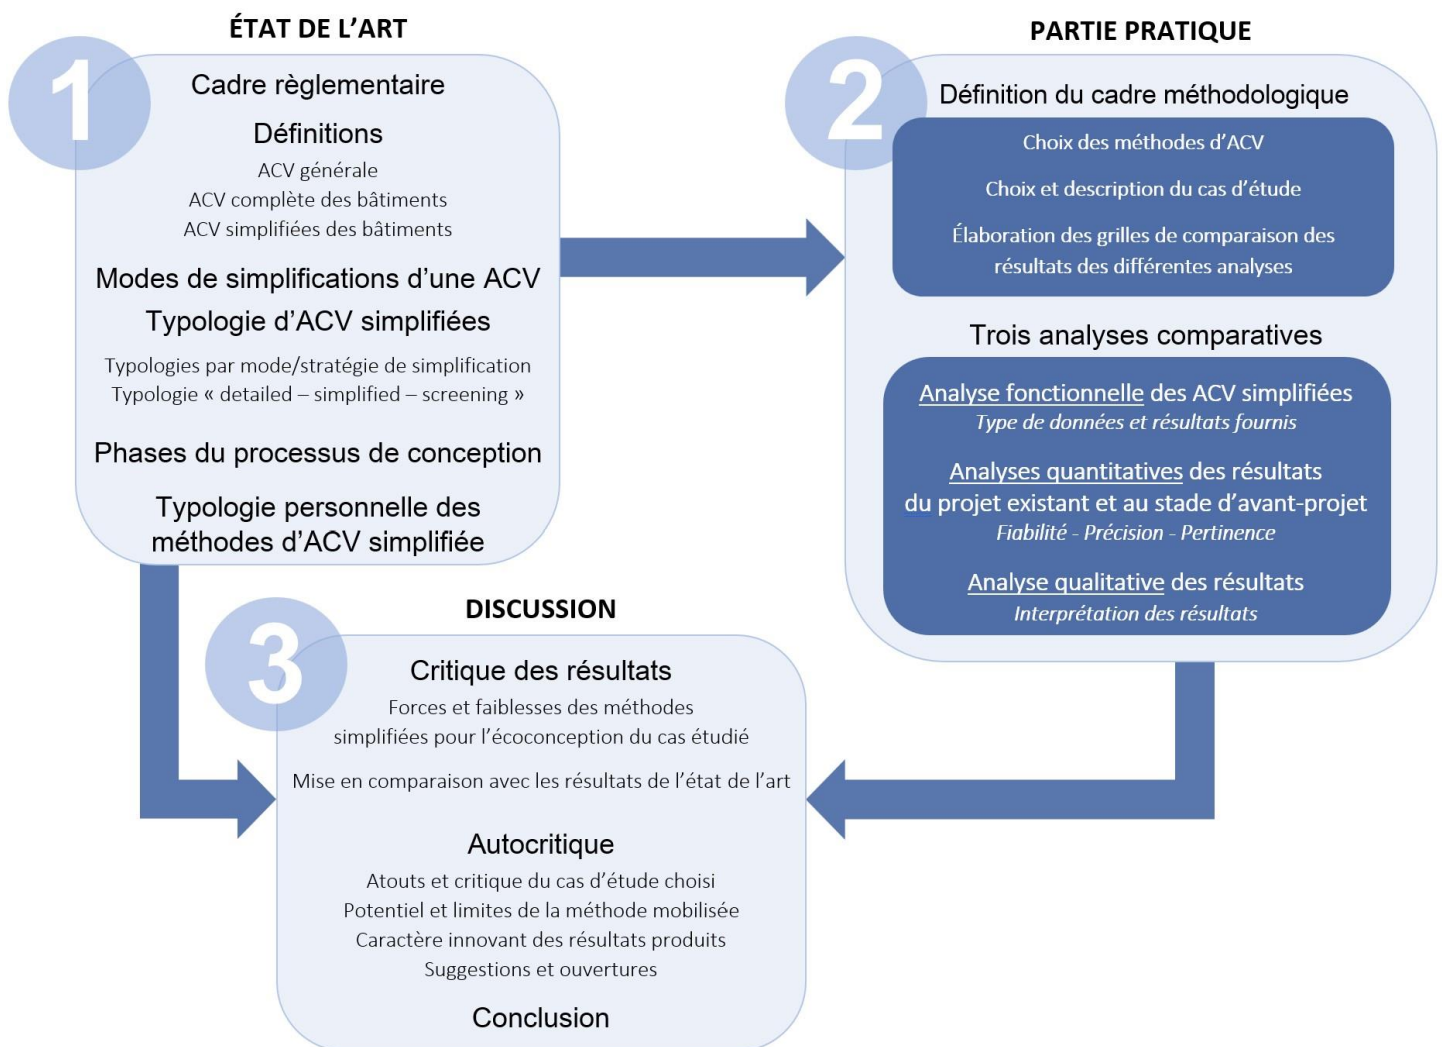 ÉTAT DE L’ART
1
Cadre règlementaire
Définitions
ACV générale
ACV complète des bâtiments
ACV simplifiées des bâtiments
Modes de simplifications d’une ACV
Typologie d’ACV simplifiées
Typologies par mode/stratégie de simplification
Typologie « detailed – simplified – screening »
Phases du processus de conception
Typologie personnelle des
méthodes d’ACV simplifiée
PARTIE PRATIQUE
2
Définition du cadre méthodologique
Choix des méthodes d’ACV
Choix et description du cas d’étude
Élaboration des grilles de comparaison des
résultats des différentes analyses
Trois analyses comparatives
Analyse fonctionnelle des ACV simplifiées
Type de données et résultats fournis
Analyses quantitatives des résultats
du projet existant et au stade d’avant-projet
Fiabilité - Précision - Pertinence
Analyse qualitative des résultats
Interprétation des résultats
DISCUSSION
3
Critique des résultats
Forces et faiblesses des méthodes
simplifiées pour l’écoconception du cas étudié
Mise en comparaison avec les résultats de l’état de l’art
Autocritique
Atouts et critique du cas d’étude choisi
Potentiel et limites de la méthode mobilisée
Caractère innovant des résultats produits
Suggestions et ouvertures
Conclusion